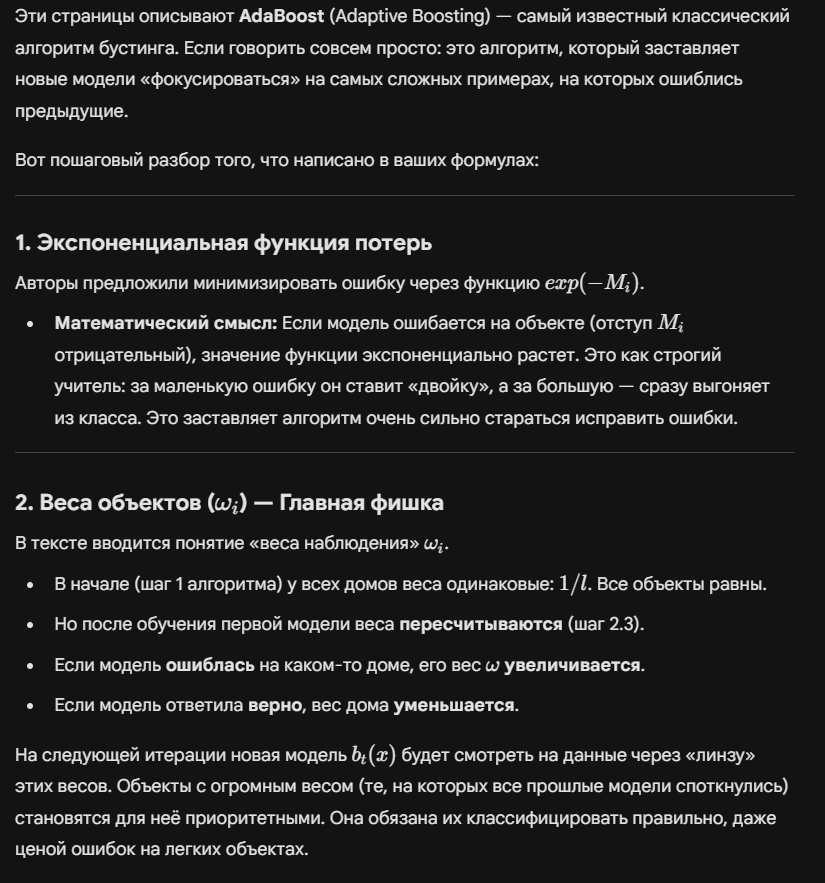 Эти страницы описывают AdaBoost (Adaptive Boosting) — самый известный классический
алгоритм бустинга. Если говорить совсем просто: это алгоритм, который заставляет
новые модели «фокусироваться» на самых сложных примерах, на которых ошиблись
предыдущие.
Вот пошаговый разбор того, что написано в ваших формулах:
1. Экспоненциальная функция потерь
Авторы предложили минимизировать ошибку через функцию exp(−Mᵢ).
• Математический смысл: Если модель ошибается на объекте (отступ Mᵢ
отрицательный), значение функции экспоненциально растет. Это как строгий
учитель: за маленькую ошибку он ставит «двойку», а за большую — сразу выгоняет
из класса. Это заставляет алгоритм очень сильно стараться исправить ошибки.
2. Веса объектов (ωᵢ) — Главная фишка
В тексте вводится понятие «веса наблюдения» ωᵢ.
• В начале (шаг 1 алгоритма) у всех домов веса одинаковые: 1/l. Все объекты равны.
• Но после обучения первой модели веса пересчитываются (шаг 2.3).
• Если модель ошиблась на каком-то доме, его вес ω увеличивается.
• Если модель ответила верно, вес дома уменьшается.
На следующей итерации новая модель bₜ(x) будет смотреть на данные через «линзу»
этих весов. Объекты с огромным весом (те, на которых все прошлые модели споткнулись)
становятся для неё приоритетными. Она обязана их классифицировать правильно, даже
ценой ошибок на легких объектах.